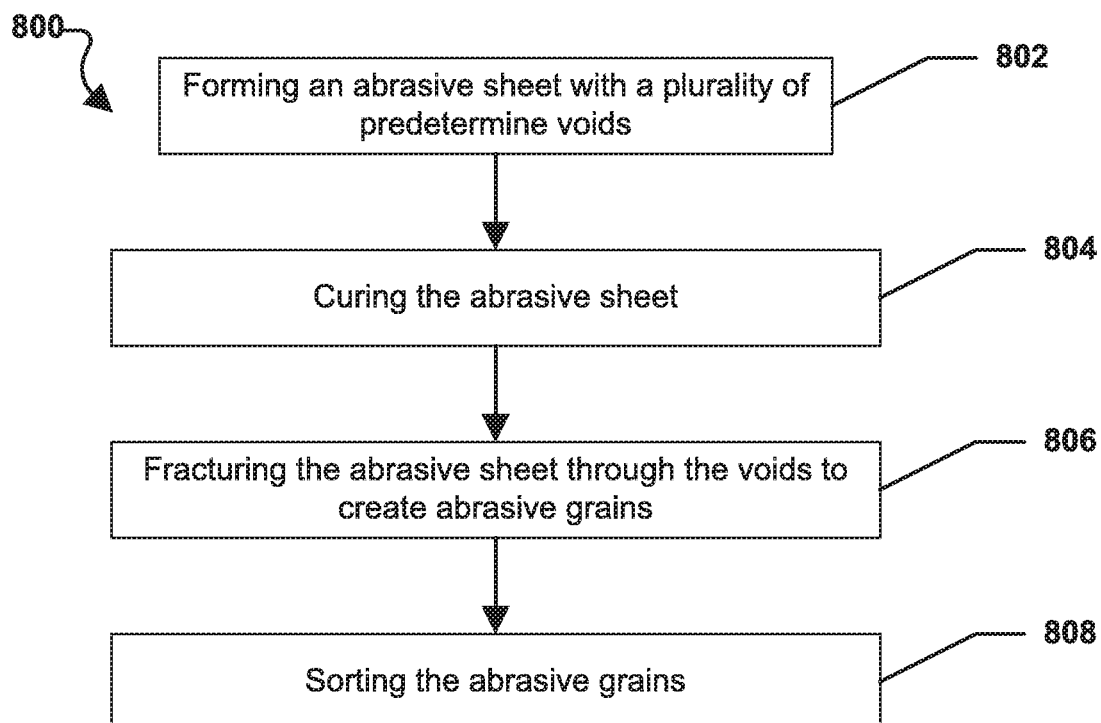 800
802
Forming an abrasive sheet with a plurality of
predetermine voids
804
Curing the abrasive sheet
806
Fracturing the abrasive sheet through the voids to
create abrasive grains
808
Sorting the abrasive grains